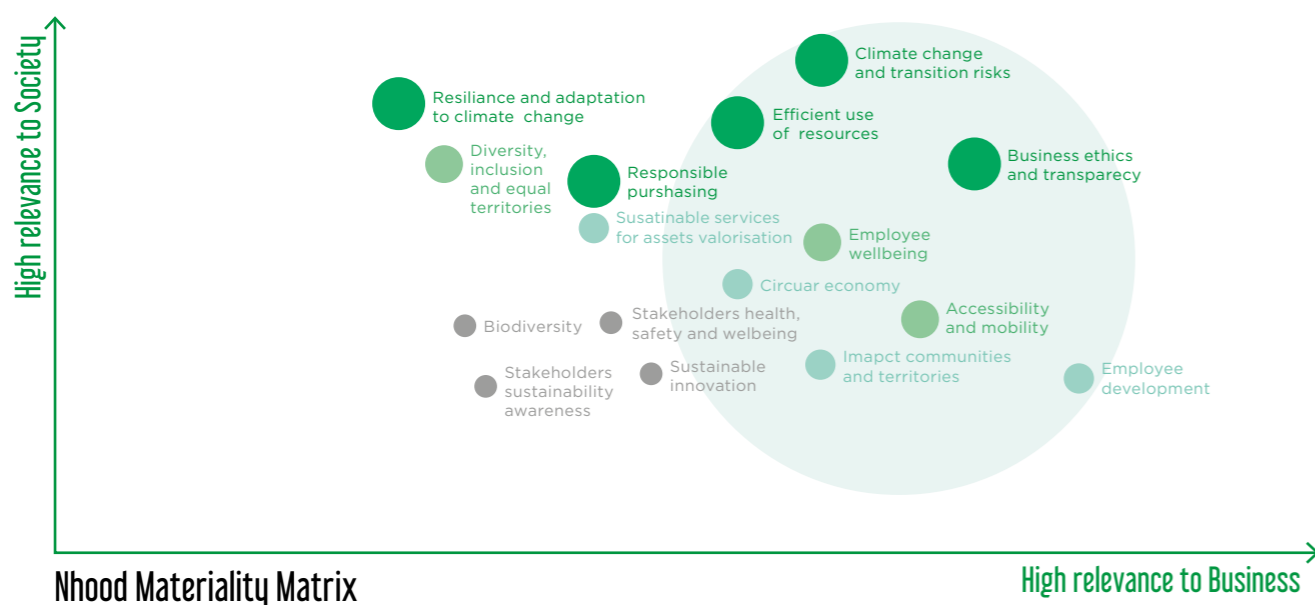 High relevance to Society
Climate change
and transition risks
Resiliance and adaptation
to climate change
Efficient use
of resources
Diversity,
inclusion
and equal
territories
Business ethics
and transparecy
Responsible
purshasing
Susatinable services
for assets valorisation
Employee
wellbeing
Circuar economy
Stakeholders health,
safety and welbeing
Biodiversity
Accessibility
and mobility
Imapct communities
and territories
Sustainable
innovation
Stakeholders
sustainability
awareness
Employee
development
Nhood Materiality Matrix
High relevance to Business